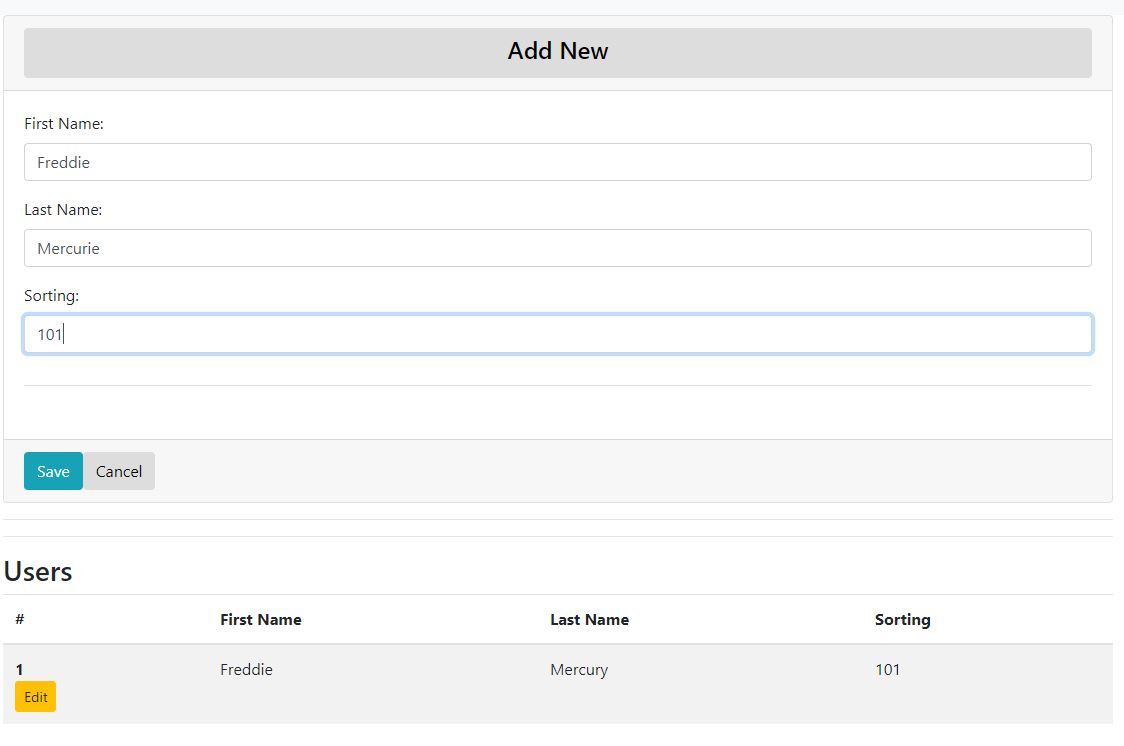 Add New
First Name:
Freddie
Last Name:
Mercurie
Sorting:
101
Save Cancel
Users
# First Name Last Name Sorting
1 Freddie Mercury 101
Edit